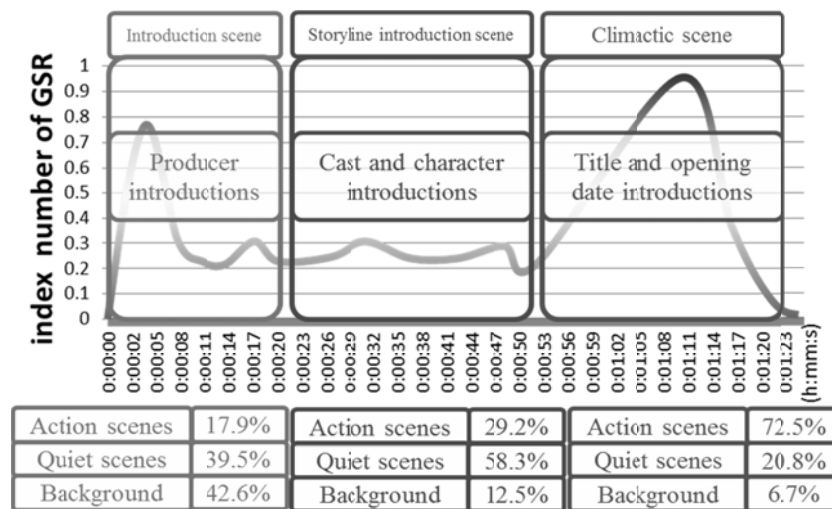 Introduction scene
Storyline introduction scene
Climactic scene
index number of GSR
1
0.9
0.8
0.7
0.6
0.5
0.4
0.3
0.2
0.1
0
Producer
introductions
Cast and character
introductions
Title and opening
date introductions
0:00:00
0:00:02
0:00:05
0:00:08
0:00:11
0:00:14
0:00:17
0:00:20
0:00:23
0:00:26
0:00:29
0:00:32
0:00:35
0:00:38
0:00:41
0:00:44
0:00:47
0:00:50
0:00:53
0:00:56
0:00:59
0:01:02
0:01:05
0:01:08
0:01:11
0:01:14
0:01:17
0:01:20
0:01:23
(h:mm:s)
Action scenes 17.9%
Quiet scenes 39.5%
Background 42.6%
Action scenes 29.2%
Quiet scenes 58.3%
Background 12.5%
Action scenes 72.5%
Quiet scenes 20.8%
Background 6.7%